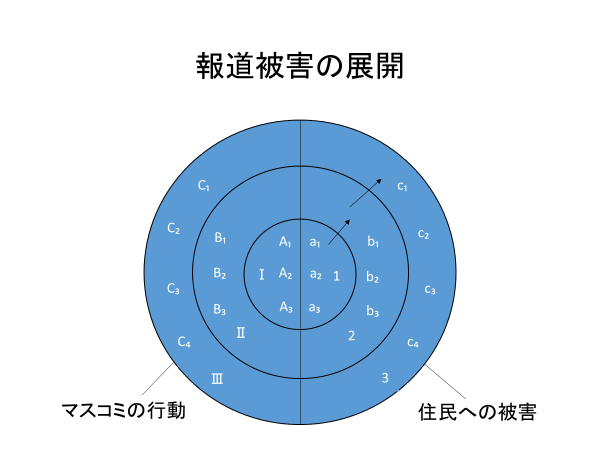 報道被害の展開
C₁ c₁
C₂ B₁ A₁ a₁ b₁ c₂
B₂ Ⅰ A₂ a₂ 1 b₂
C₃ B₃ A₃ a₃ b₃ c₃
C₄ Ⅱ 2 c₄
Ⅲ 3
マスコミの行動 住民への被害